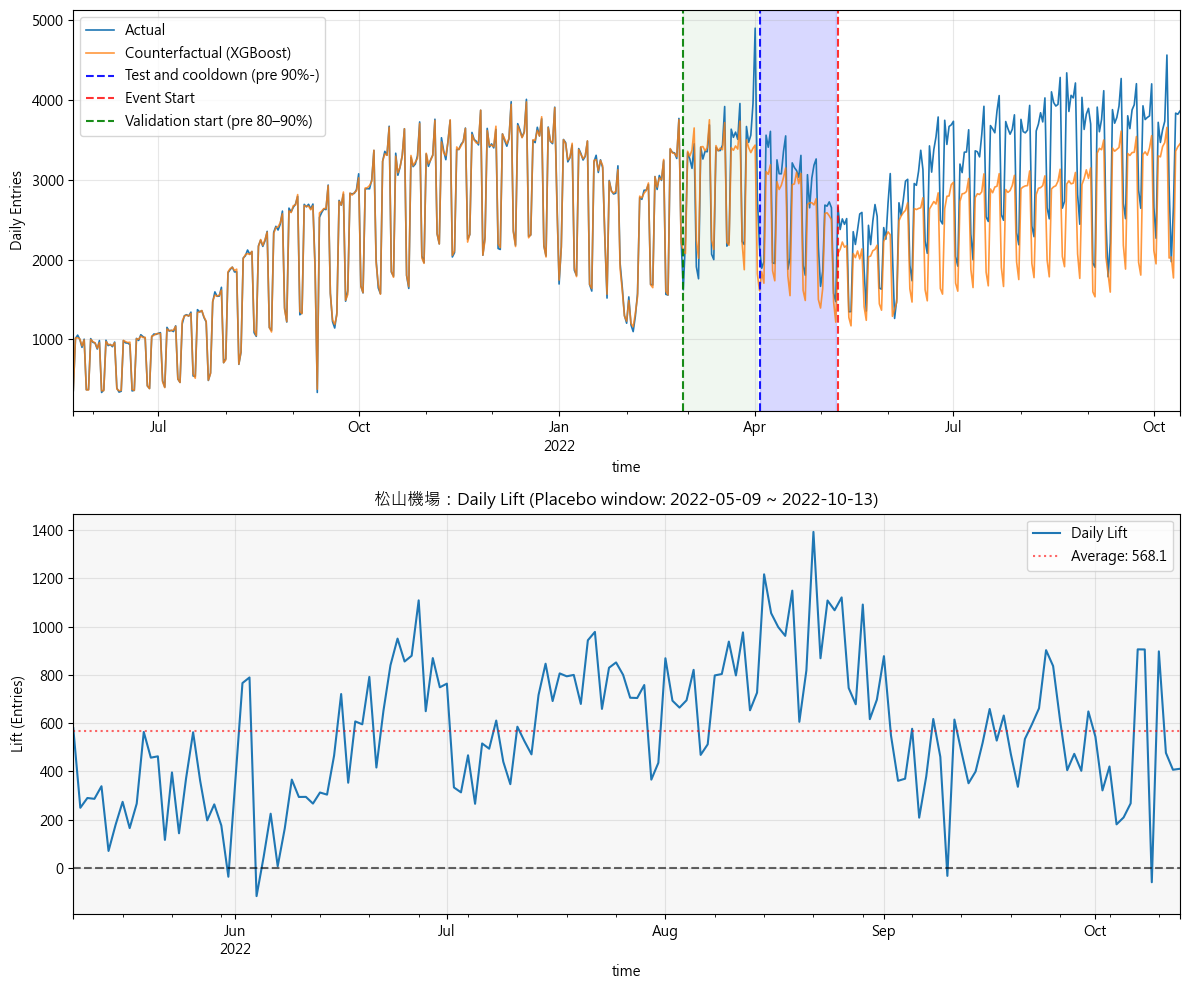 5000
4000
3000
2000
1000
Daily Entries
Actual
Counterfactual (XGBoost)
Test and cooldown (pre 90%-)
Event Start
Validation start (pre 80–90%)
Jul
Oct
Jan
2022
Apr
Jul
Oct
time
松山機場：Daily Lift (Placebo window: 2022-05-09 ~ 2022-10-13)
1400
1200
1000
800
600
400
200
0
Lift (Entries)
Daily Lift
Average: 568.1
Jun
2022
Jul
Aug
Sep
Oct
time